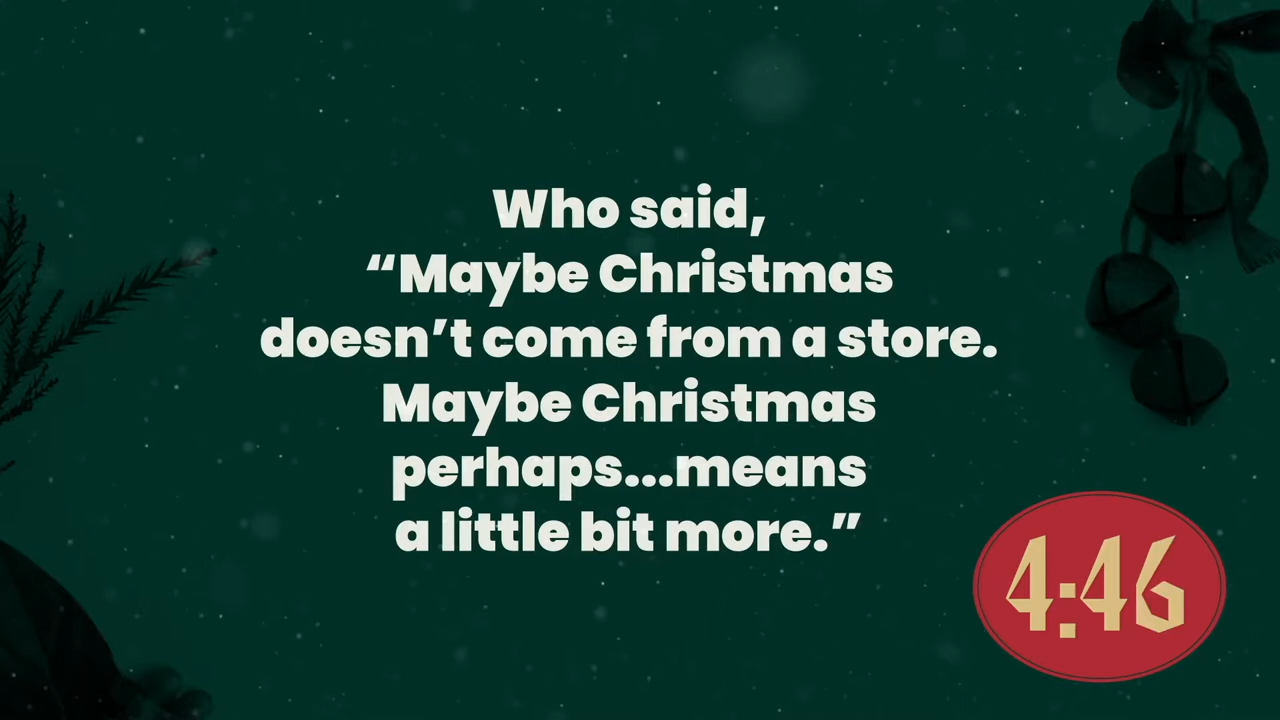 Who said,
“Maybe Christmas
doesn’t come from a store.
Maybe Christmas
perhaps...means
a little bit more.”
4:46